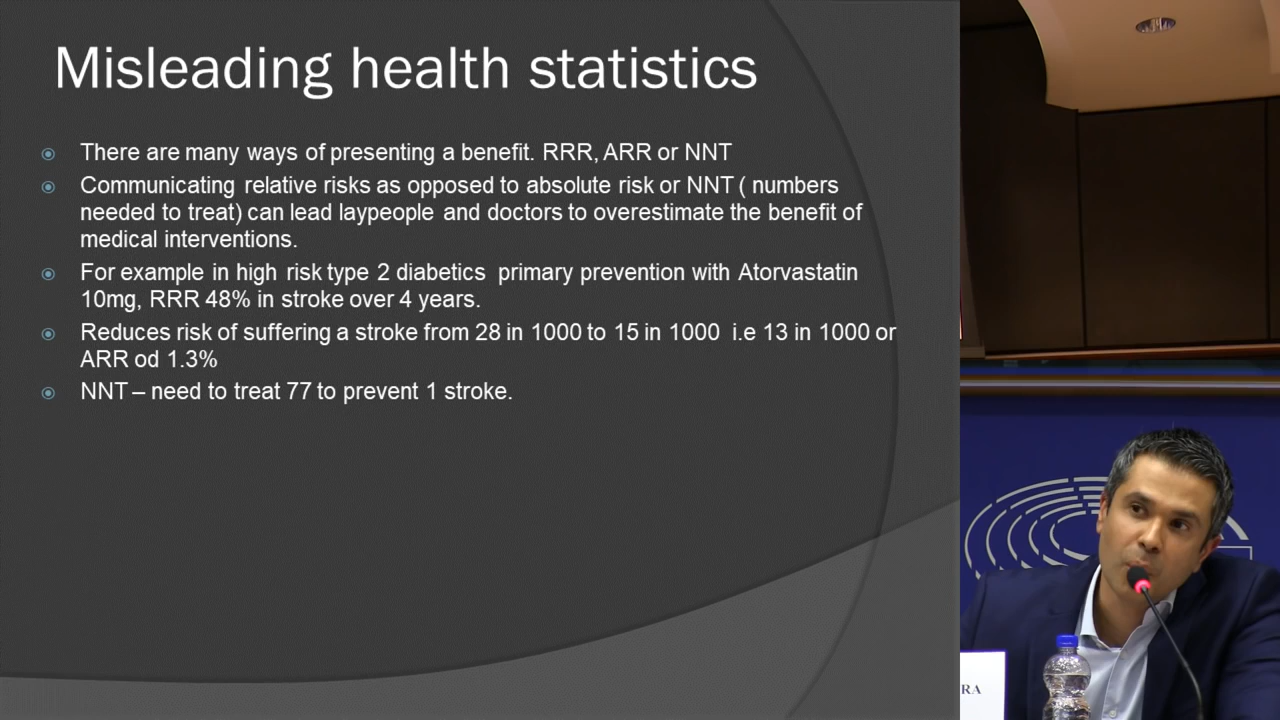 Misleading health statistics
There are many ways of presenting a benefit. RRR, ARR or NNT
Communicating relative risks as opposed to absolute risk or NNT ( numbers
needed to treat) can lead laypeople and doctors to overestimate the benefit of
medical interventions.
For example in high risk type 2 diabetics primary prevention with Atorvastatin
10mg, RRR 48% in stroke over 4 years.
Reduces risk of suffering a stroke from 28 in 1000 to 15 in 1000 i.e 13 in 1000 or
ARR od 1.3%
NNT – need to treat 77 to prevent 1 stroke.
RA